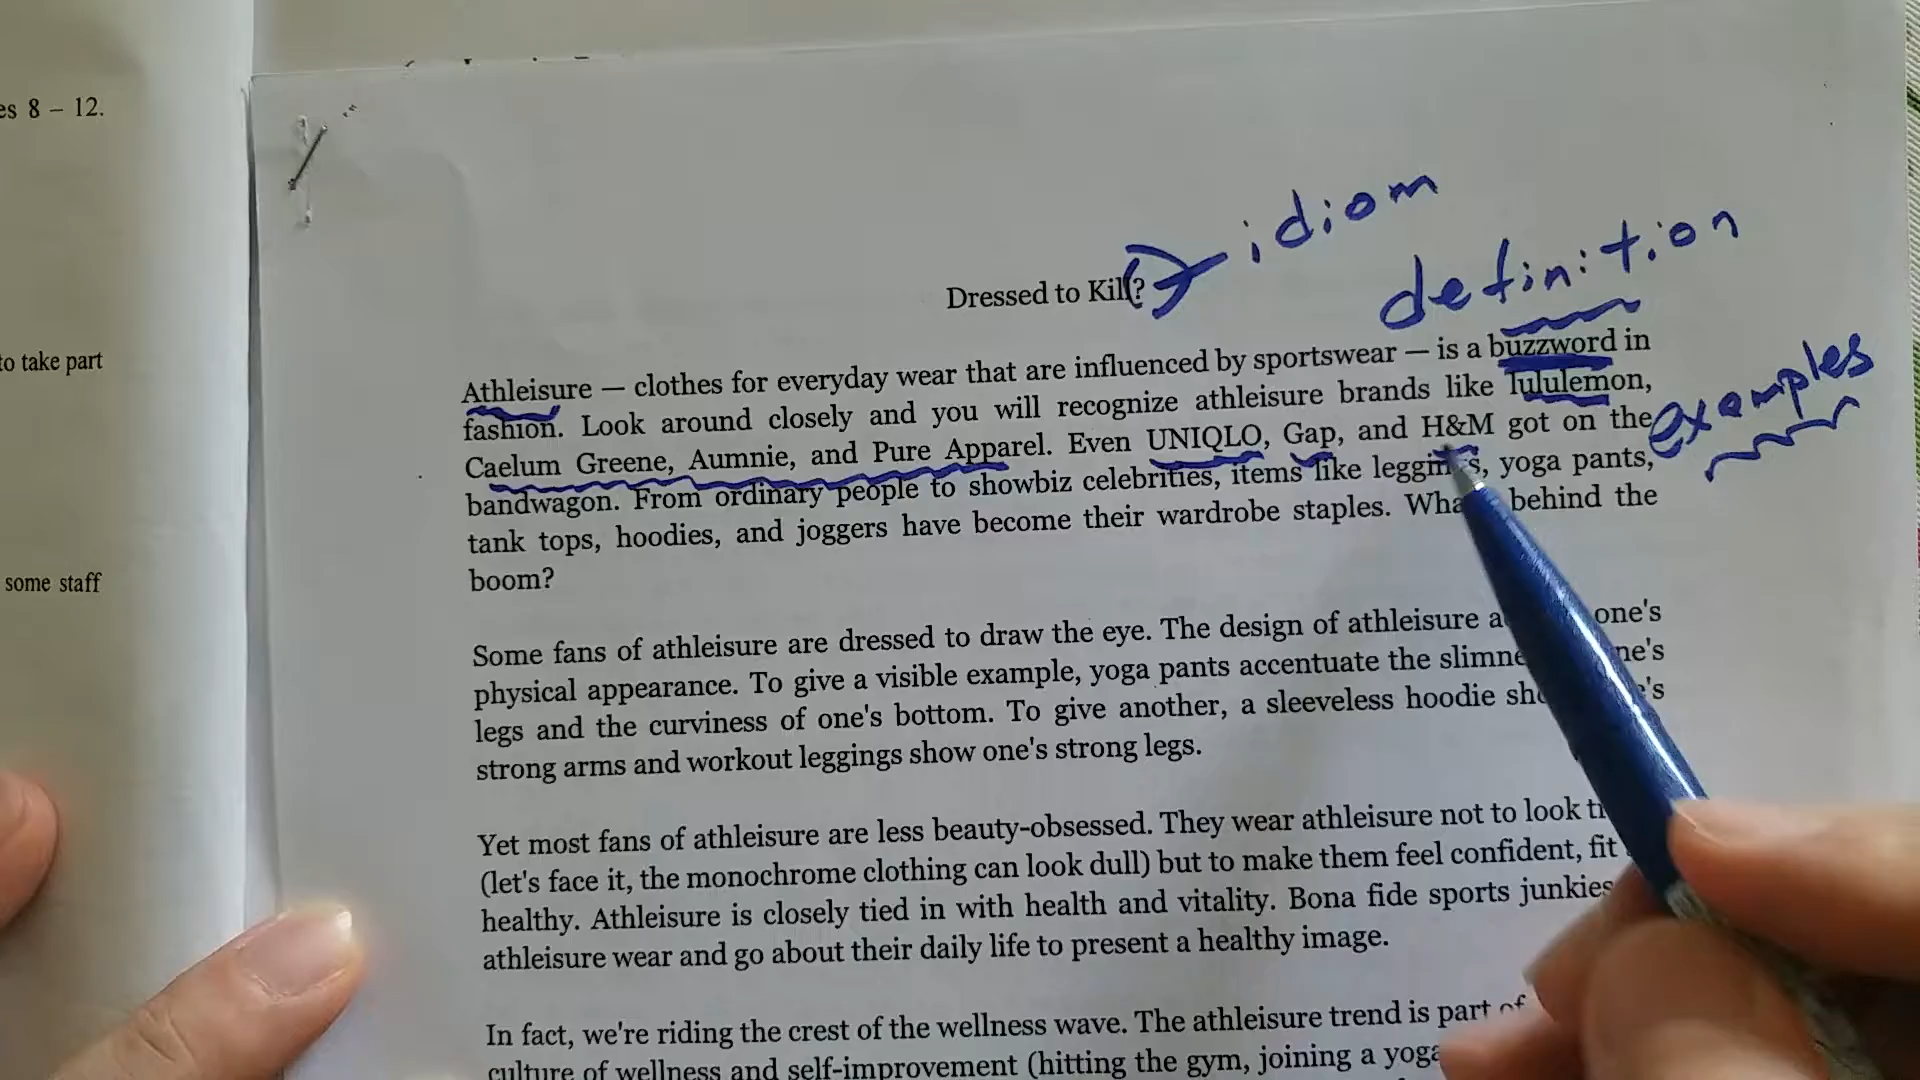 es 8 – 12.
to take part
some staff
idiom
definition
Dressed to Kill?
Athleisure — clothes for everyday wear that are influenced by sportswear — is a buzzword in
fashion. Look around closely and you will recognize athleisure brands like lululemon,
examples
Caelum Greene, Aumnie, and Pure Apparel. Even UNIQLO, Gap, and H&M got on the
bandwagon. From ordinary people to showbiz celebrities, items like leggings, yoga pants,
tank tops, hoodies, and joggers have become their wardrobe staples. What behind the
boom?
Some fans of athleisure are dressed to draw the eye. The design of athleisure one's
physical appearance. To give a visible example, yoga pants accentuate the one's
legs and the curviness of one's bottom. To give another, a sleeveless hoodie
strong arms and workout leggings show one's strong legs.
Yet most fans of athleisure are less beauty-obsessed. They wear athleisure not to look
(let's face it, the monochrome clothing can look dull) but to make them feel confident, fit
healthy. Athleisure is closely tied in with health and vitality. Bona fide sports junkies
athleisure wear and go about their daily life to present a healthy image.
In fact, we're riding the crest of the wellness wave. The athleisure trend is part of
culture of wellness and self-improvement (hitting the gym, joining a yoga